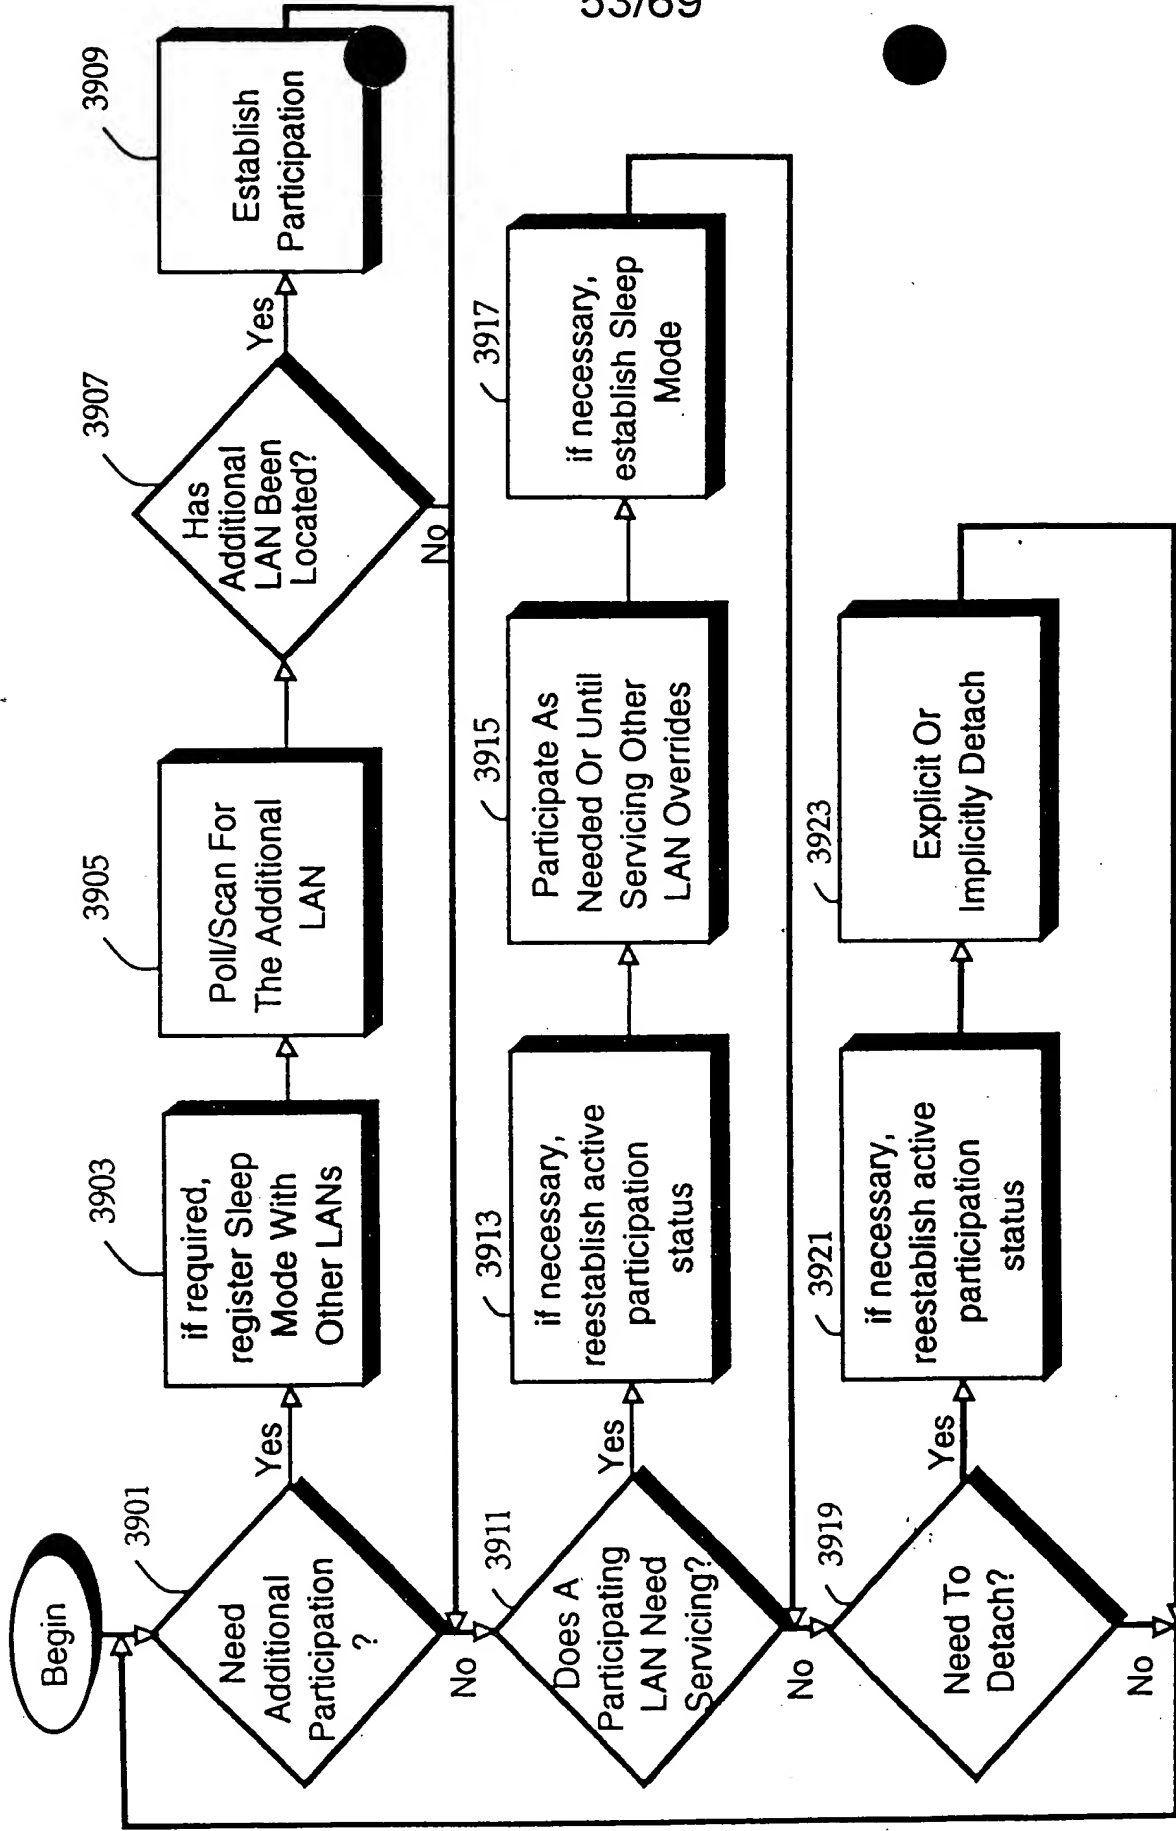 53/69
Begin
3901
Need
Additional
Participation
?
Yes
No
3903
if required,
register Sleep
Mode With
Other LANs
3905
Poll/Scan For
The Additional
LAN
3907
Has
Additional
LAN Been
Located?
Yes
No
3909
Establish
Participation
3911
Does A
Participating
LAN Need
Servicing?
Yes
No
3913
if necessary,
reestablish active
participation
status
3915
Participate As
Needed Or Until
Servicing Other
LAN Overrides
3917
if necessary,
establish Sleep
Mode
3919
Need To
Detach?
Yes
No
3921
if necessary,
reestablish active
participation
status
3923
Explicit Or
Implicitly Detach